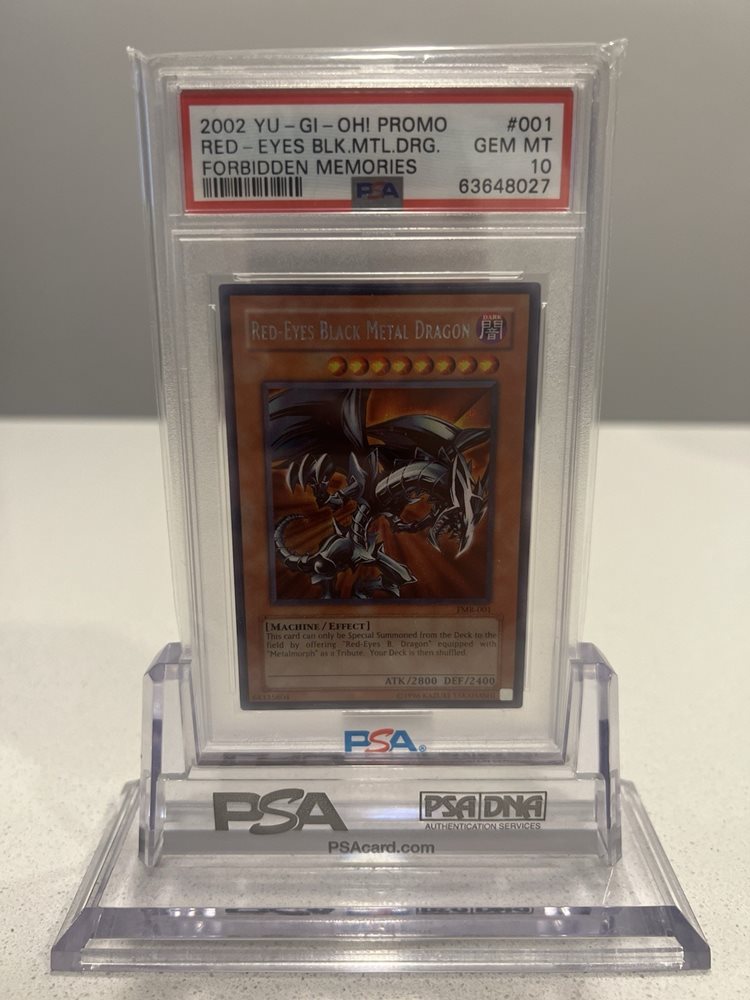 2002 YU-GI-OH! PROMO #001
RED-EYES BLK.MTL.DRG. GEM MT
FORBIDDEN MEMORIES 10
PSA 63648027
RED-EYES BLACK METAL DRAGON
DARK
闇
FMR-001
[MACHINE/EFFECT]
This card can only be Special Summoned from the Deck to the
field by offering "Red-Eyes B. Dragon" equipped with
"Metalmorph" as a Tribute. Your Deck is then shuffled.
ATK/2800 DEF/2400
©1996 KAZUKI TAKAHASHI
PSA®
PSA PSA DNA
AUTHENTICATION SERVICES
PSAcard.com